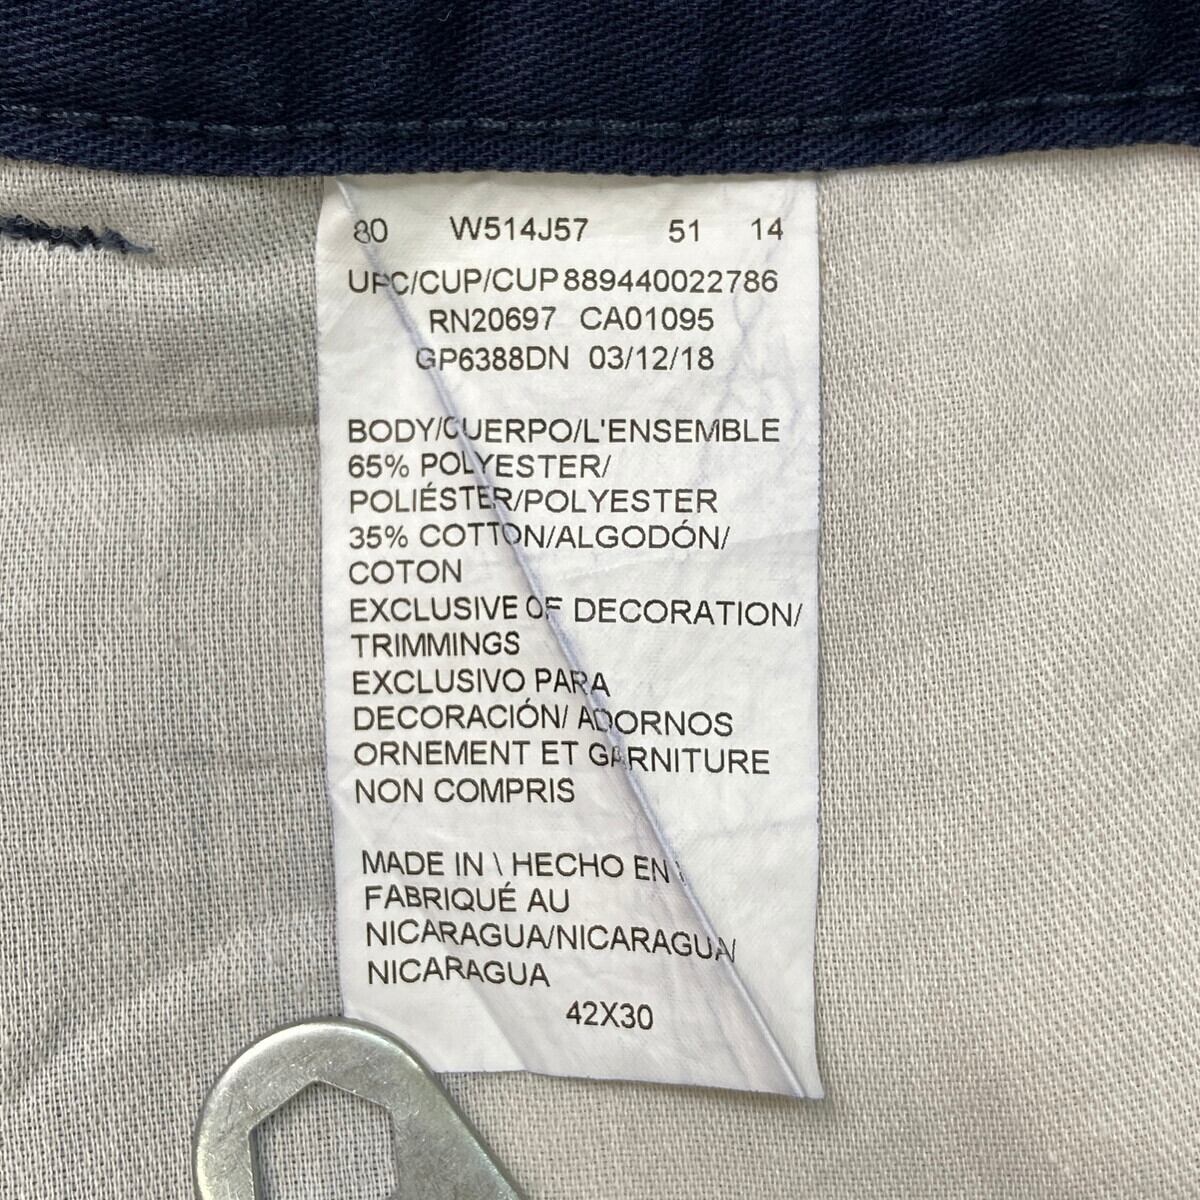 80 W514J57 51 14
UPC/CUP/CUP889440022786
RN20697 CA01095
GP6388DN 03/12/18
BODY/CUERPO/L'ENSEMBLE
65% POLYESTER/
POLIÉSTER/POLYESTER
35% COTTON/ALGODÓN/
COTON
EXCLUSIVE OF DECORATION/
TRIMMINGS
EXCLUSIVO PARA
DECORACIÓN/ ADORNOS
ORNEMENT ET GARNITURE
NON COMPRIS
MADE IN \ HECHO EN \
FABRIQUÉ AU
NICARAGUA/NICARAGUA/
NICARAGUA
42X30